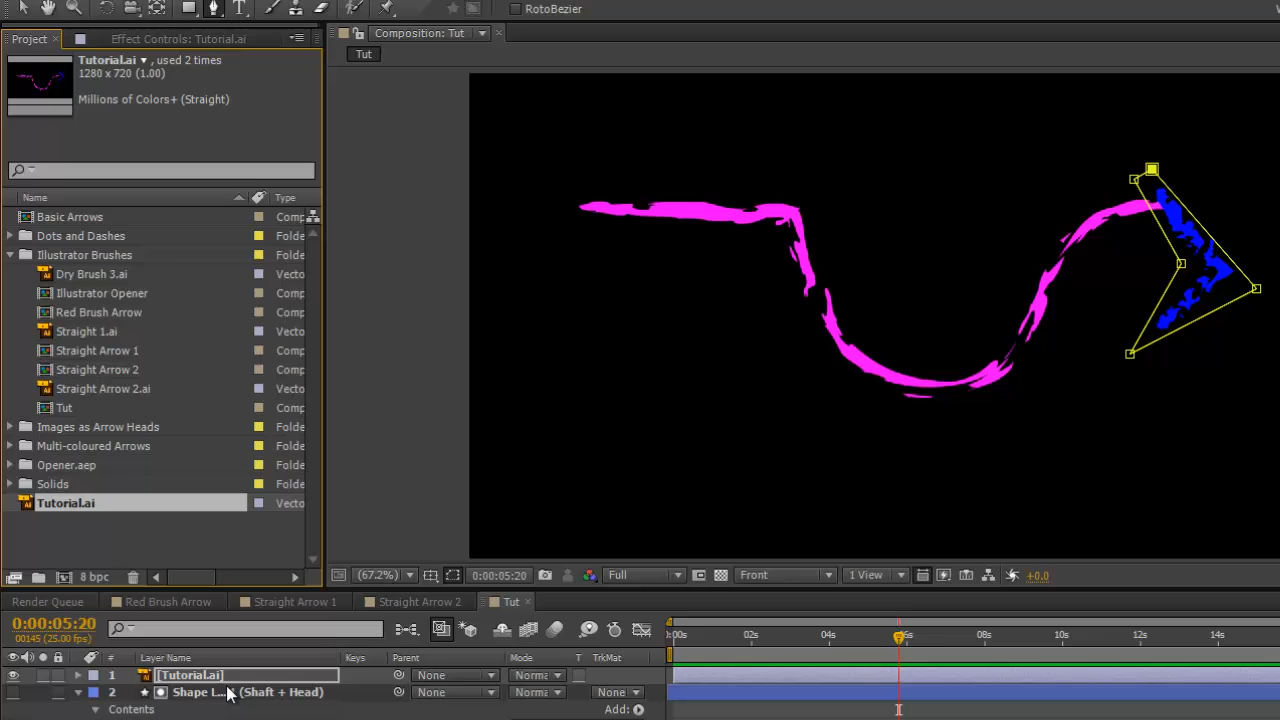 T RotoBezier
Project × Effect Controls: Tutorial.ai Composition: Tut ×
Tut
Tutorial.ai ▼ , used 2 times
1280 x 720 (1.00)
Millions of Colors+ (Straight)
Name Type
Basic Arrows Comp
Dots and Dashes Folde
Illustrator Brushes Folde
Dry Brush 3.ai Vecto
Illustrator Opener Comp
Red Brush Arrow Comp
Straight 1.ai Vecto
Straight Arrow 1 Comp
Straight Arrow 2 Comp
Straight Arrow 2.ai Vecto
Tut Comp
Images as Arrow Heads Folde
Multi-coloured Arrows Folde
Opener.aep Folde
Solids Folde
Tutorial.ai Vecto
8 bpc (67.2%) 0:00:05:20 Full Front 1 View +0.0
Render Queue Red Brush Arrow Straight Arrow 1 Straight Arrow 2 Tut ×
0:00:05:20
00145 (25.00 fps)
:00s 02s 04s 06s 08s 10s 12s 14s
# Layer Name Keys Parent Mode T TrkMat
1 [Tutorial.ai] None Norma
2 Shape L... (Shaft + Head) None Norma None
Contents Add: